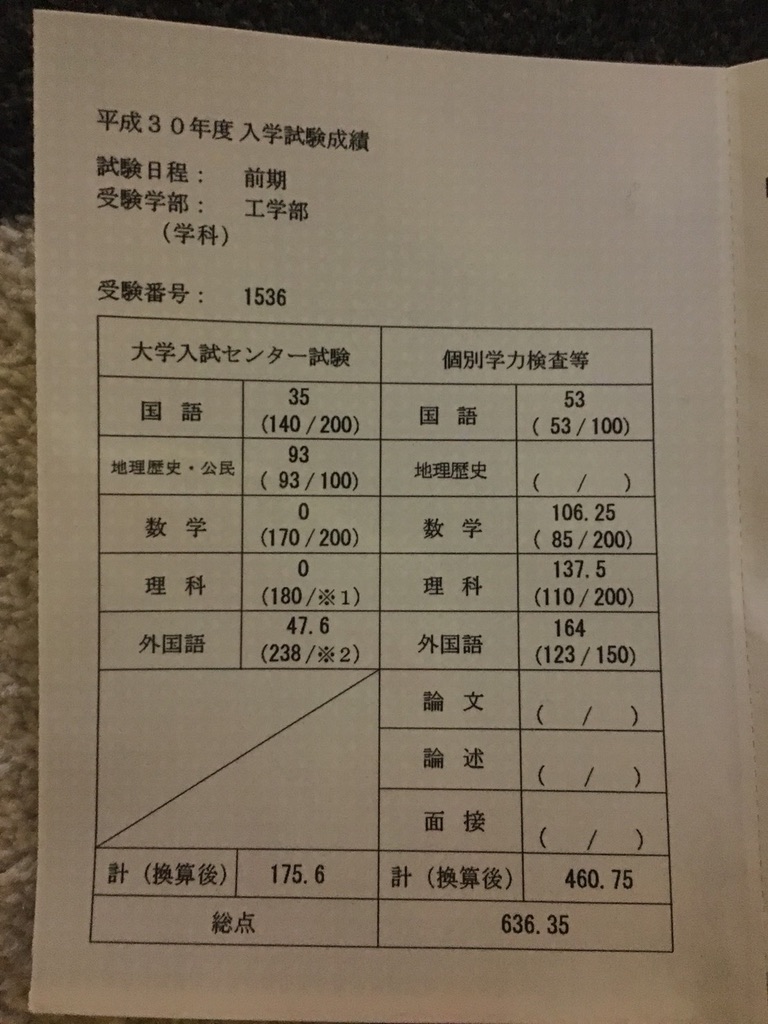 平成３０年度 入学試験成績
試験日程： 前期
受験学部： 工学部
（学科）
受験番号： 1536
大学入試センター試験 個別学力検査等
国 語 35 (140/200) 国 語 53 ( 53/100)
地理歴史・公民 93 ( 93/100) 地理歴史 ( / )
数 学 0 (170/200) 数 学 106.25 ( 85/200)
理 科 0 (180/※1) 理 科 137.5 (110/200)
外国語 47.6 (238/※2) 外国語 164 (123/150)
論 文 ( / )
論 述 ( / )
面 接 ( / )
計（換算後） 175.6 計（換算後） 460.75
総点 636.35